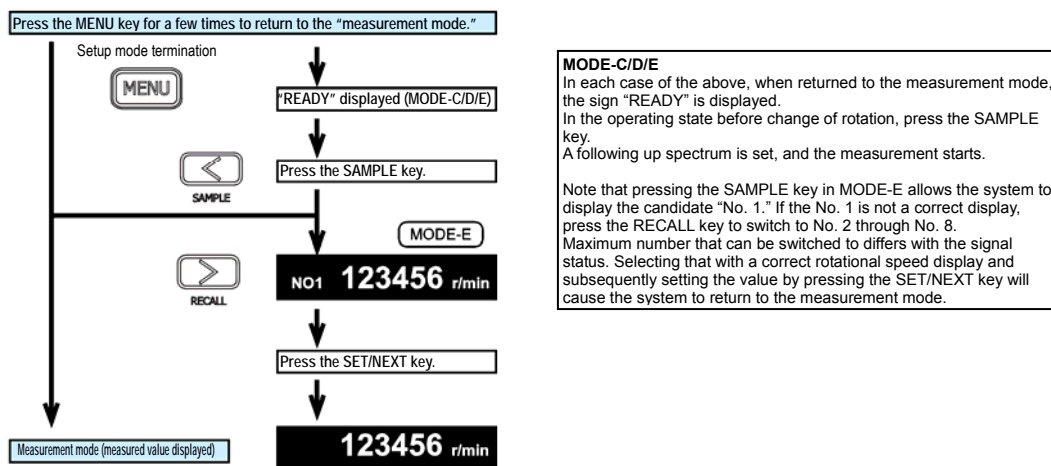 Press the MENU key for a few times to return to the “measurement mode.”
Setup mode termination
MENU
“READY” displayed (MODE-C/D/E)
SAMPLE
Press the SAMPLE key.
MODE-E
RECALL
NO1 123456 r/min
Press the SET/NEXT key.
Measurement mode (measured value displayed)
123456 r/min
MODE-C/D/E
In each case of the above, when returned to the measurement mode,
the sign “READY” is displayed.
In the operating state before change of rotation, press the SAMPLE
key.
A following up spectrum is set, and the measurement starts.
Note that pressing the SAMPLE key in MODE-E allows the system to
display the candidate “No. 1.” If the No. 1 is not a correct display,
press the RECALL key to switch to No. 2 through No. 8.
Maximum number that can be switched to differs with the signal
status. Selecting that with a correct rotational speed display and
subsequently setting the value by pressing the SET/NEXT key will
cause the system to return to the measurement mode.